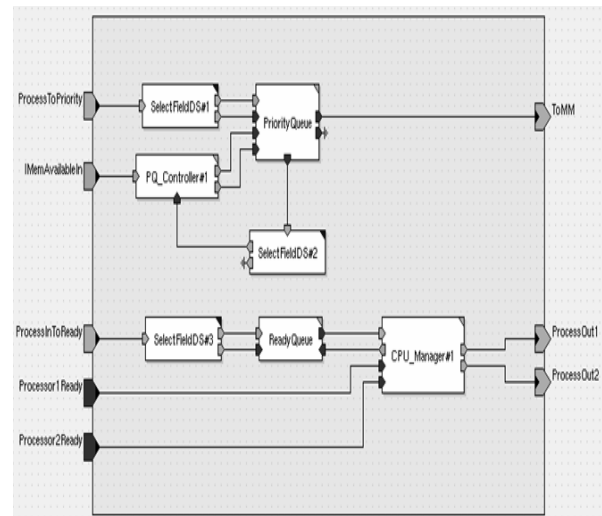 ProcessToPriority
SelectFieldDS#1
PriorityQueue
ToMM
IMemAvailableIn
PQ_Controller#1
SelectFieldDS#2
ProcessInToReady
SelectFieldDS#3
ReadyQueue
CPU_Manager#1
ProcessOut1
ProcessOut2
Processor1Ready
Processor2Ready